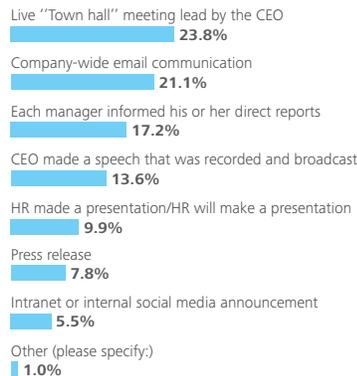 Live ‘‘Town hall’’ meeting lead by the CEO
23.8%
Company-wide email communication
21.1%
Each manager informed his or her direct reports
17.2%
CEO made a speech that was recorded and broadcast
13.6%
HR made a presentation/HR will make a presentation
9.9%
Press release
7.8%
Intranet or internal social media announcement
5.5%
Other (please specify:)
1.0%